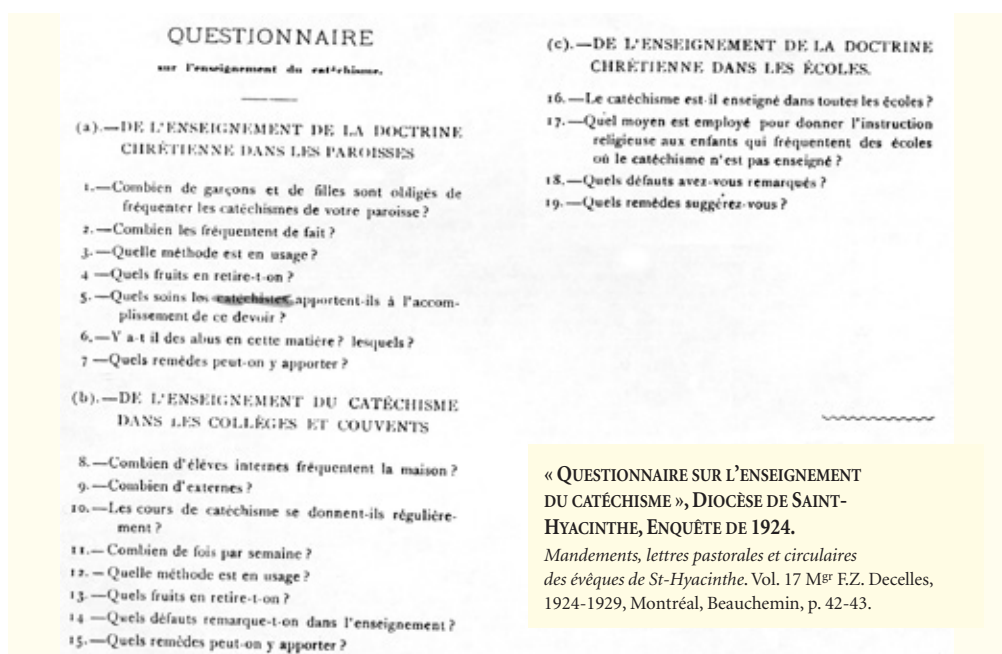 QUESTIONNAIRE
sur l'enseignement du catéchisme.
(a).—DE L'ENSEIGNEMENT DE LA DOCTRINE
CHRÉTIENNE DANS LES PAROISSES
1.—Combien de garçons et de filles sont obligés de
fréquenter les catéchismes de votre paroisse ?
2.—Combien les fréquentent de fait ?
3.—Quelle méthode est en usage ?
4 —Quels fruits en retire-t-on ?
5.—Quels soins les catéchistes apportent-ils à l'accom-
plissement de ce devoir ?
6.—Y a-t il des abus en cette matière ? lesquels ?
7 —Quels remèdes peut-on y apporter ?
(b).—DE L'ENSEIGNEMENT DU CATÉCHISME
DANS LES COLLÈGES ET COUVENTS
8.—Combien d'élèves internes fréquentent la maison ?
9.—Combien d'externes ?
10.—Les cours de catéchisme se donnent-ils régulière-
ment ?
11.—Combien de fois par semaine ?
12.—Quelle méthode est en usage ?
13.—Quels fruits en retire-t-on ?
14 —Quels défauts remarque-t-on dans l'enseignement ?
15.—Quels remèdes peut-on y apporter ?
(c).—DE L'ENSEIGNEMENT DE LA DOCTRINE
CHRÉTIENNE DANS LES ÉCOLES.
16.—Le catéchisme est-il enseigné dans toutes les écoles ?
17.—Quel moyen est employé pour donner l'instruction
religieuse aux enfants qui fréquentent des écoles
où le catéchisme n'est pas enseigné ?
18.—Quels défauts avez-vous remarqués ?
19.—Quels remèdes suggérez-vous ?
« QUESTIONNAIRE SUR L'ENSEIGNEMENT
DU CATÉCHISME », DIOCÈSE DE SAINT-
HYACINTHE, ENQUÊTE DE 1924.
Mandements, lettres pastorales et circulaires
des évêques de St-Hyacinthe. Vol. 17 Mgr F.Z. Decelles,
1924-1929, Montréal, Beauchemin, p. 42-43.